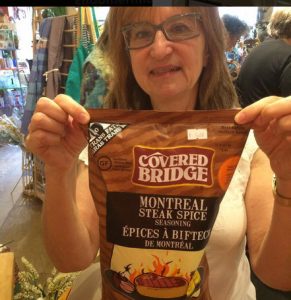 COVERED
BRIDGE
MONTREAL
STEAK SPICE
SEASONING
ÉPICES À BIFTECK
DE MONTRÉAL